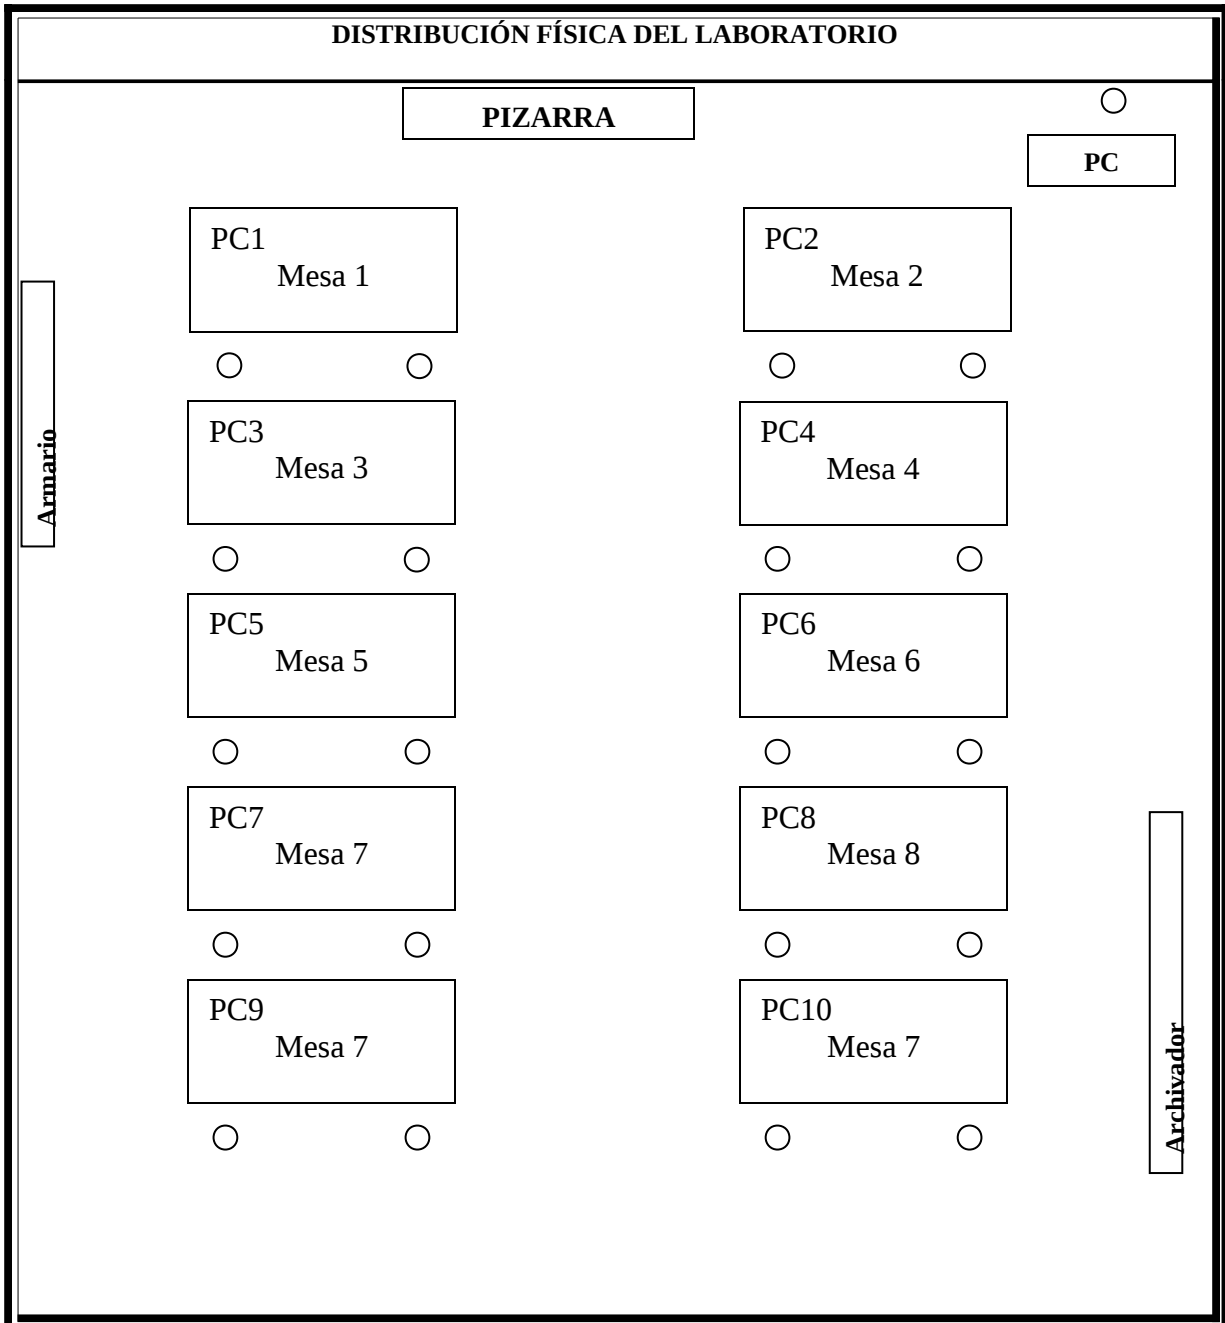 DISTRIBUCIÓN FÍSICA DEL LABORATORIO
PIZARRA
PC
PC1
Mesa 1
PC2
Mesa 2
Armario
PC3
Mesa 3
PC4
Mesa 4
PC5
Mesa 5
PC6
Mesa 6
PC7
Mesa 7
PC8
Mesa 8
PC9
Mesa 7
PC10
Mesa 7
Archivador